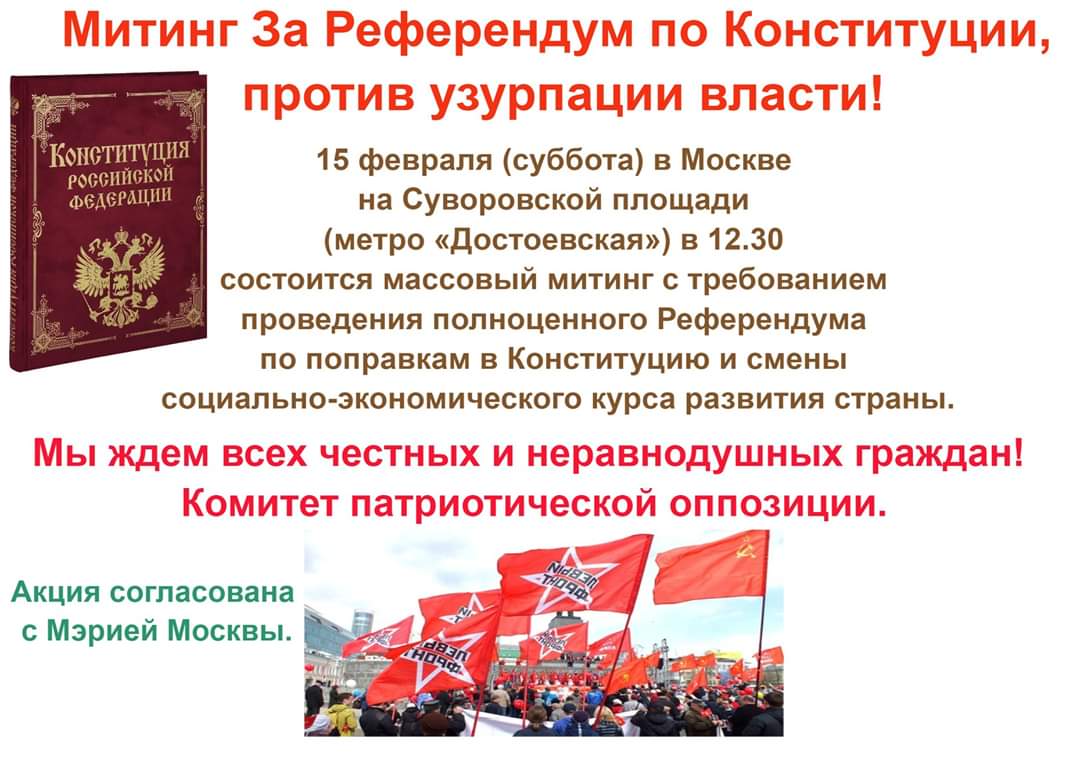 Митинг За Референдум по Конституции,
против узурпации власти!
Конституция
Российской
Федерации
15 февраля (суббота) в Москве
на Суворовской площади
(метро «Достоевская») в 12.30
состоится массовый митинг с требованием
проведения полноценного Референдума
по поправкам в Конституцию и смены
социально-экономического курса развития страны.
Мы ждем всех честных и неравнодушных граждан!
Комитет патриотической оппозиции.
Акция согласована
с Мэрией Москвы.
ЛЕВЫЙ
ФРОНТ